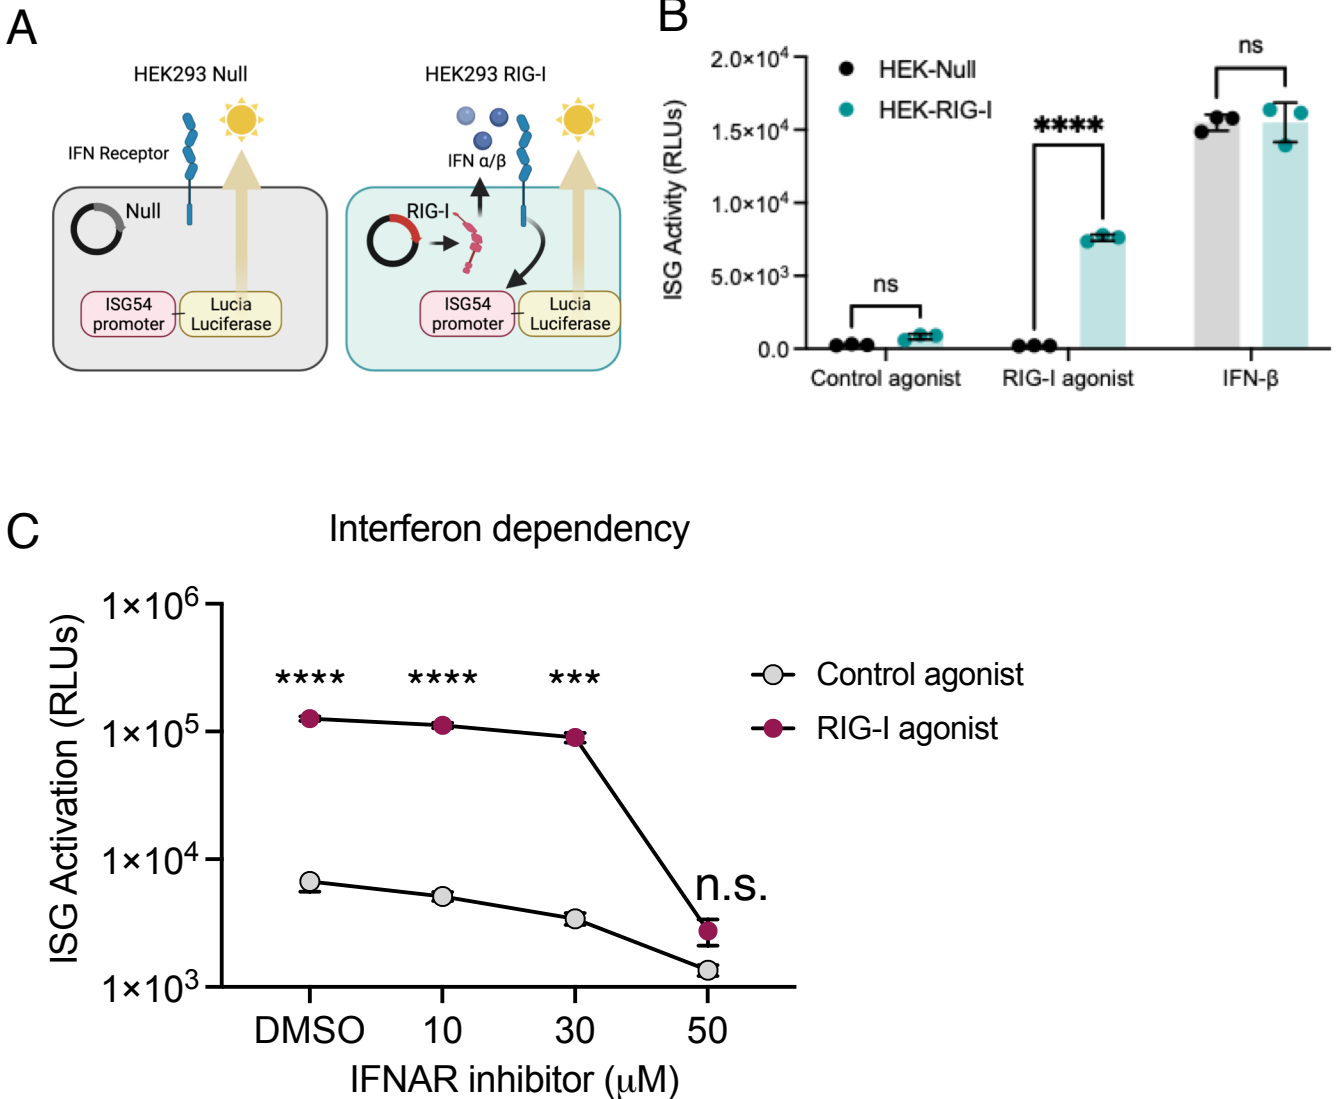 A
HEK293 Null
HEK293 RIG-I
IFN Receptor
IFN α/β
Null
RIG-I
ISG54
promoter
Lucia
Luciferase
ISG54
promoter
Lucia
Luciferase
B
HEK-Null
HEK-RIG-I
ISG Activity (RLUs)
2.0×10⁴
1.5×10⁴
1.0×10⁴
5.0×10³
0.0
ns
****
ns
Control agonist
RIG-I agonist
IFN-β
C
Interferon dependency
ISG Activation (RLUs)
1×10⁶
1×10⁵
1×10⁴
1×10³
**** **** ***
n.s.
Control agonist
RIG-I agonist
DMSO 10 30 50
IFNAR inhibitor (μM)